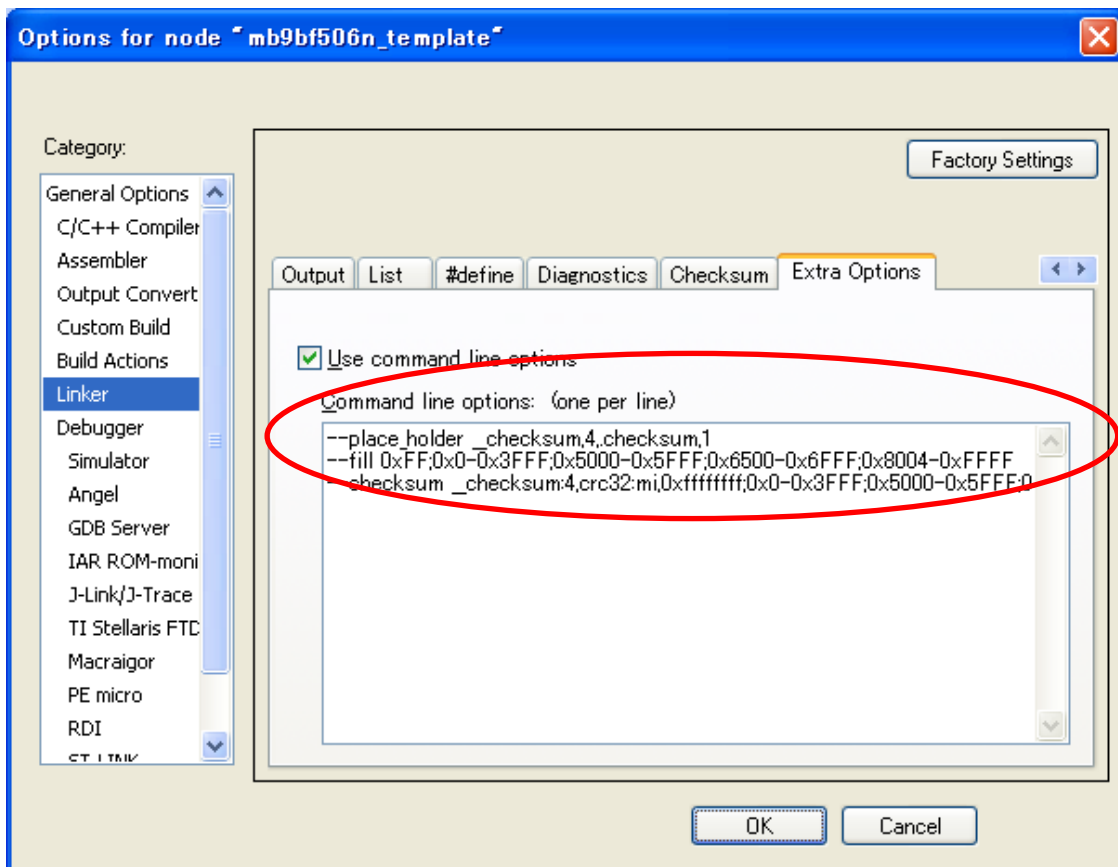 Options for node "mb9bf506n_template"
Category:
Factory Settings
General Options
C/C++ Compiler
Assembler
Output Convert
Custom Build
Build Actions
Linker
Debugger
Simulator
Angel
GDB Server
IAR ROM-moni
J-Link/J-Trace
TI Stellaris FTD
Macraigor
PE micro
RDI
ST-LINK
Output List #define Diagnostics Checksum Extra Options
Use command line options
Command line options: (one per line)
--place_holder __checksum,4,.checksum,1
--fill 0xFF;0x0-0x3FFF;0x5000-0x5FFF;0x6500-0x6FFF;0x8004-0xFFFF
--checksum __checksum:4,crc32:mi,0xffffffff;0x0-0x3FFF;0x5000-0x5FFF;0
OK Cancel